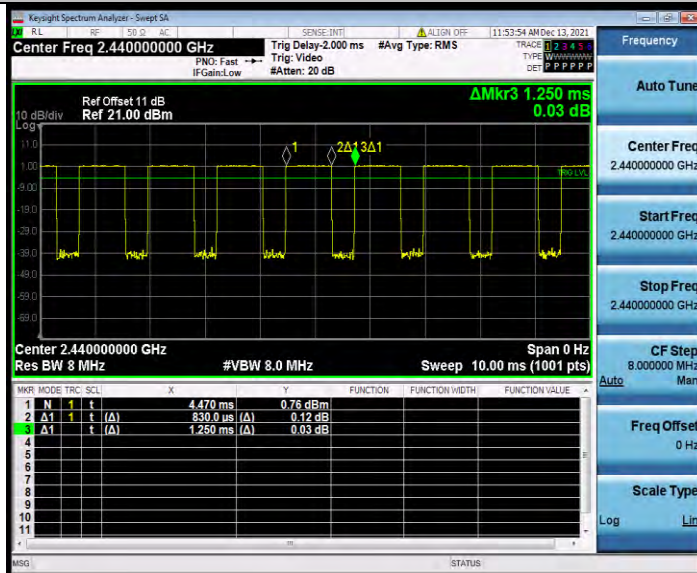 Keysight Spectrum Analyzer - Swept SA
RL RF 50 Ω AC SENSE:INT ALIGN OFF 11:53:54 AM Dec 13, 2021
Center Freq 2.440000000 GHz
PNO: Fast
IFGain:Low
Trig Delay-2.000 ms
Trig: Video
#Atten: 20 dB
#Avg Type: RMS
TRACE 1 2 3 4 5 6
TYPE WWWWWW
DET P P P P P P
Ref Offset 11 dB
10 dB/div Ref 21.00 dBm
Log
ΔMkr3 1.250 ms
0.03 dB
11.0
1.00
-9.00
-19.0
-29.0
-39.0
-49.0
-59.0
-69.0
1
2Δ1
3Δ1
TRIG LVL
Center 2.440000000 GHz Span 0 Hz
Res BW 8 MHz #VBW 8.0 MHz Sweep 10.00 ms (1001 pts)
MKR MODE TRC SCL X Y FUNCTION FUNCTION WIDTH FUNCTION VALUE
1 N 1 t 4.470 ms 0.76 dBm
2 Δ1 1 t (Δ) 830.0 µs (Δ) 0.12 dB
3 Δ1 t (Δ) 1.250 ms (Δ) 0.03 dB
4
5
6
7
8
9
10
11
MSG STATUS
Frequency
Auto Tune
Center Freq
2.440000000 GHz
Start Freq
2.440000000 GHz
Stop Freq
2.440000000 GHz
CF Step
8.000000 MHz
Auto Man
Freq Offset
0 Hz
Scale Type
Log Lin